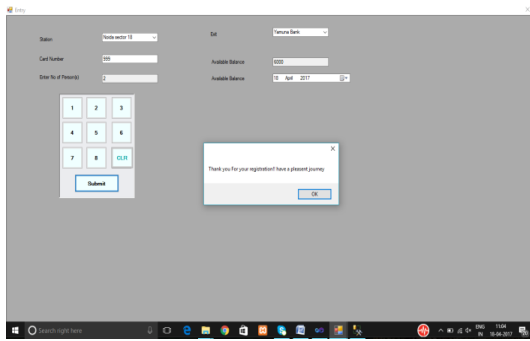 Entry
Station
Noida sector 18
Exit
Yamuna Bank
Card Number
559
Available Balance
6000
Enter No of Person(s)
2
Available Balance
18 April 2017
1 2 3
4 5 6
7 8 CLR
Submit
Thank you For your registration!! have a pleasent journey
OK
Search right here
ENG
IN
11:04
18-04-2017